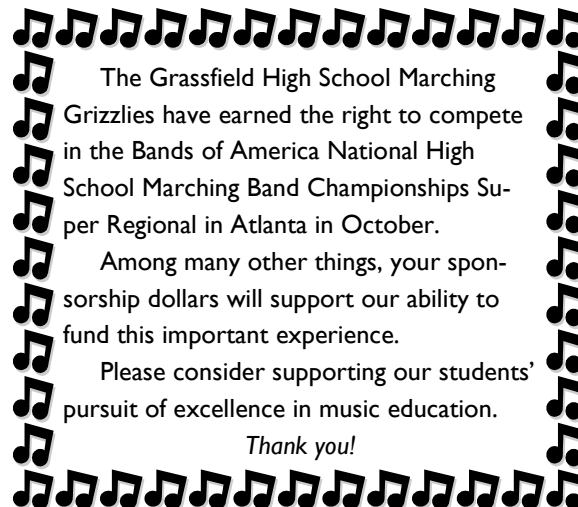 The Grassfield High School Marching
Grizzlies have earned the right to compete
in the Bands of America National High
School Marching Band Championships Su-
per Regional in Atlanta in October.
Among many other things, your spon-
sorship dollars will support our ability to
fund this important experience.
Please consider supporting our students’
pursuit of excellence in music education.
Thank you!